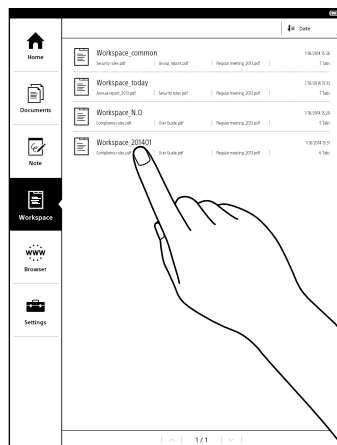 Date
Home
Documents
Note
Workspace
www
Browser
Settings
Workspace_common
1/16/2014 15:36
Security rules.pdf Group_report.pdf Regular meeting_2013.pdf
7 Tabs
Workspace_today
1/16/2014 15:33
Annual report_2013.pdf Security rules.pdf Regular meeting_2013.pdf
7 Tabs
Workspace_N.O
1/16/2014 15:28
Compliance rules.pdf User Guide.pdf Regular meeting_2013.pdf
5 Tabs
Workspace_201401
1/16/2014 15:51
Compliance rules.pdf User Guide.pdf Regular meeting_2013.pdf
6 Tabs
1/1